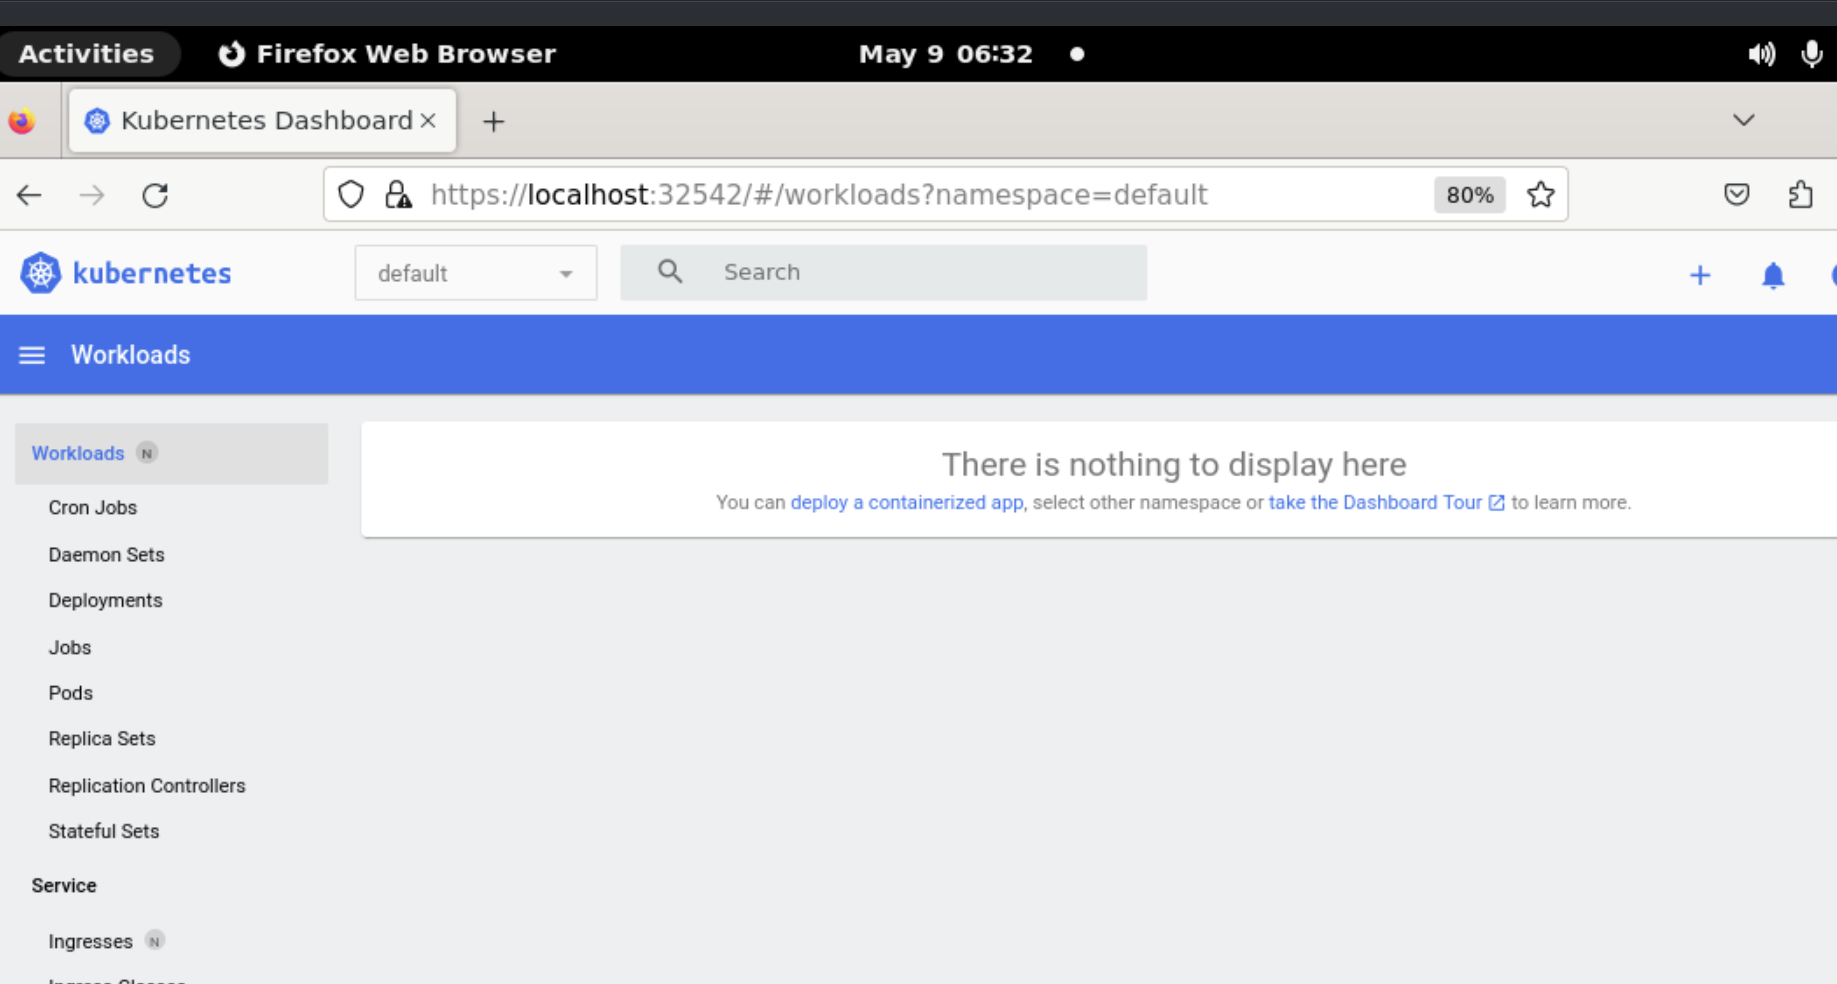 Activities Firefox Web Browser May 9 06:32
Kubernetes Dashboard
https://localhost:32542/#/workloads?namespace=default 80%
kubernetes default Search
Workloads
Workloads N
There is nothing to display here
You can deploy a containerized app, select other namespace or take the Dashboard Tour to learn more.
Cron Jobs
Daemon Sets
Deployments
Jobs
Pods
Replica Sets
Replication Controllers
Stateful Sets
Service
Ingresses N